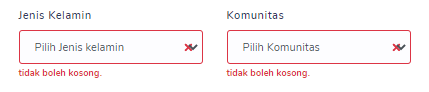 Jenis Kelamin
Komunitas
Pilih Jenis kelamin
Pilih Komunitas
tidak boleh kosong.
tidak boleh kosong.